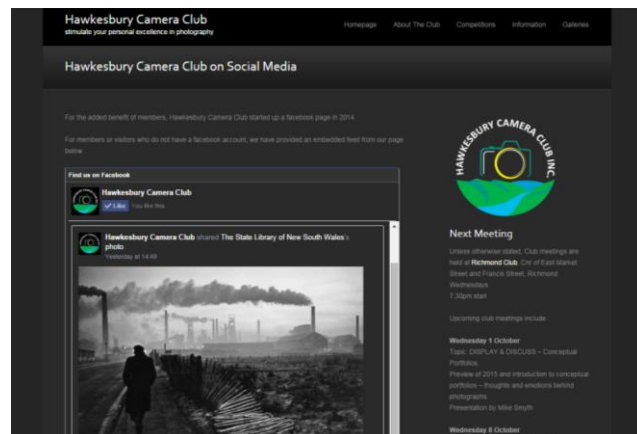 Hawkesbury Camera Club
stimulate your personal excellence in photography
Homepage About The Club Competitions Information Galleries
Hawkesbury Camera Club on Social Media
For the added benefit of members, Hawkesbury Camera Club started up a facebook page in 2014.
For members or visitors who do not have a facebook account, we have provided an embedded feed from our page
below.
Find us on Facebook
Hawkesbury Camera Club
Like You like this.
Hawkesbury Camera Club shared The State Library of New South Wales's
photo
Yesterday at 14:49
HAWKESBURY CAMERA CLUB INC.
Next Meeting
Unless otherwise stated, Club meetings are
held at Richmond Club, Cnr of East Market
Street and Francis Street, Richmond
Wednesdays
7.30pm start
Upcoming club meetings include
Wednesday 1 October
Topic: DISPLAY & DISCUSS – Conceptual
Portfolios.
Preview of 2015 and introduction to conceptual
portfolios – thoughts and emotions behind
photographs.
Presentation by Mike Smyth
Wednesday 8 October